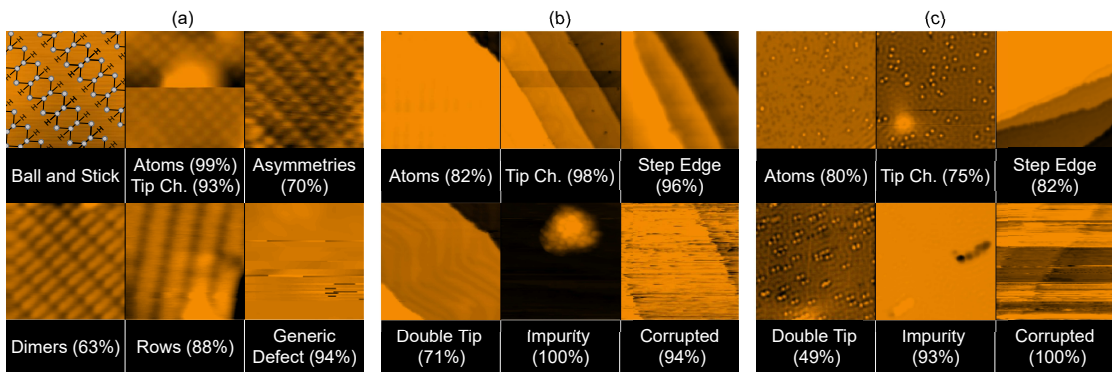 (a)
Ball and Stick
Atoms (99%)
Tip Ch. (93%)
Asymmetries
(70%)
Dimers (63%)
Rows (88%)
Generic
Defect (94%)
(b)
Atoms (82%)
Tip Ch. (98%)
Step Edge
(96%)
Double Tip
(71%)
Impurity
(100%)
Corrupted
(94%)
(c)
Atoms (80%)
Tip Ch. (75%)
Step Edge
(82%)
Double Tip
(49%)
Impurity
(93%)
Corrupted
(100%)